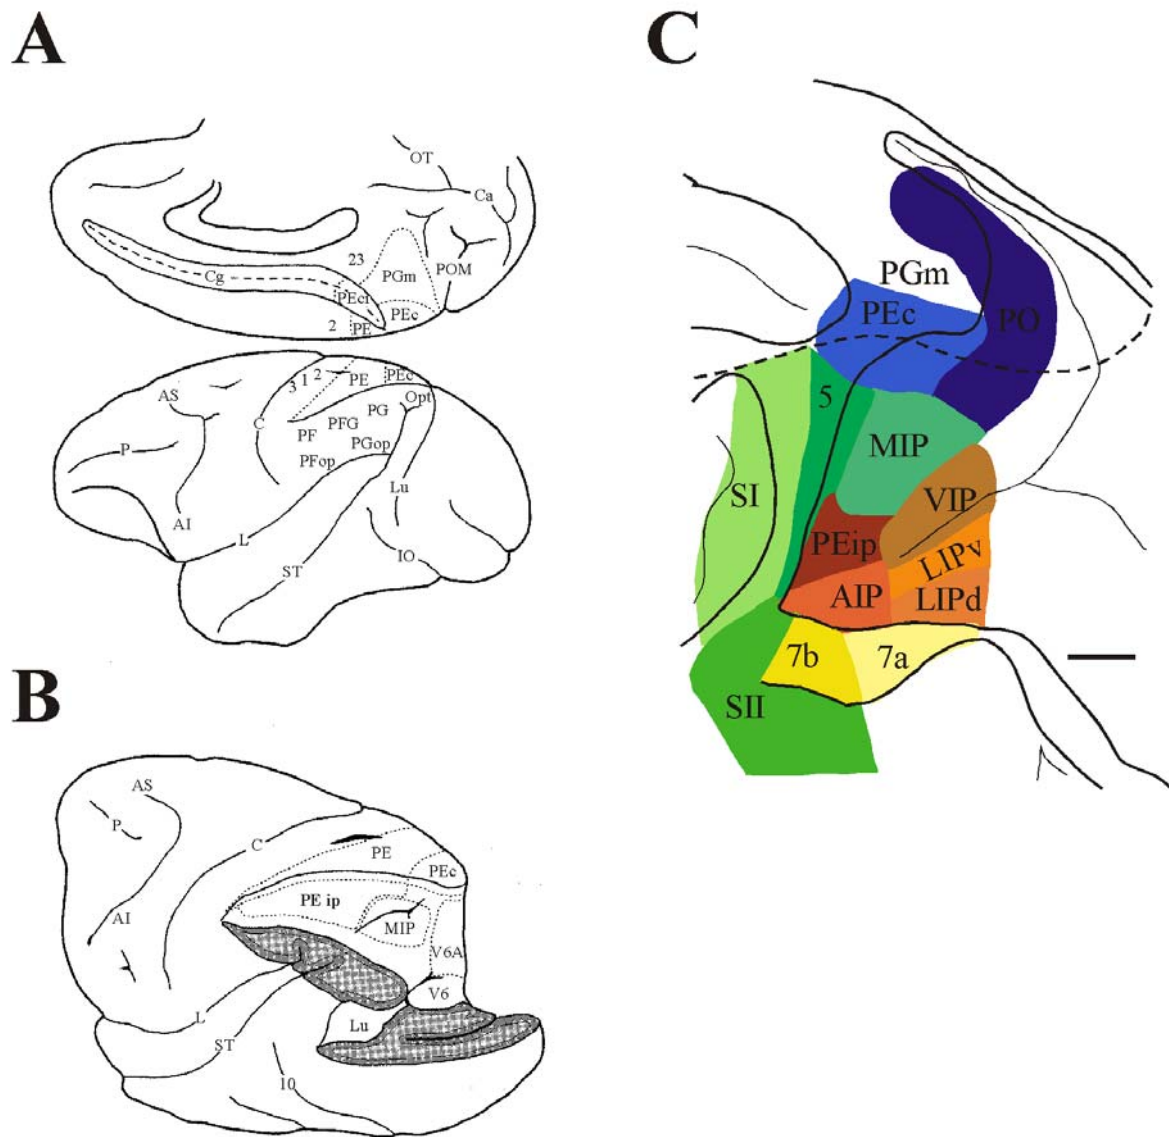 A
OT
Ca
23
Cg
PGm
POM
PEci
PEc
2
PE
3 1 2 PE PEc
AS
Opt
C
PG
PFG
P
PF
PGop
PFop
Lu
AI
L
IO
ST
B
AS
P
C
PE
PEc
PE ip
AI
MIP
V6A
V6
L
Lu
ST
10
C
PGm
PEc
PO
5
MIP
SI
VIP
PEip
LIPv
AIP
LIPd
7b
7a
SII